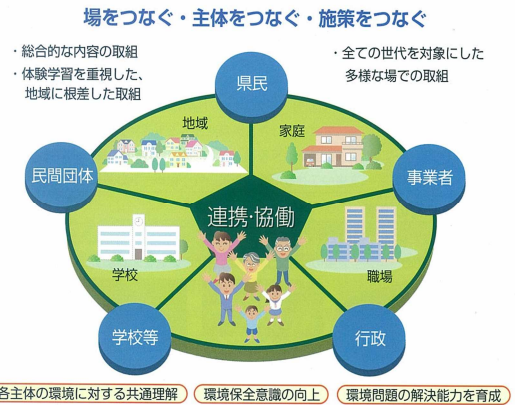 場をつなぐ・主体をつなぐ・施策をつなぐ
・総合的な内容の取組
・体験学習を重視した、
地域に根差した取組
・全ての世代を対象にした
多様な場での取組
県民
地域
家庭
民間団体
事業者
連携・協働
学校
職場
学校等
行政
各主体の環境に対する共通理解
環境保全意識の向上
環境問題の解決能力を育成